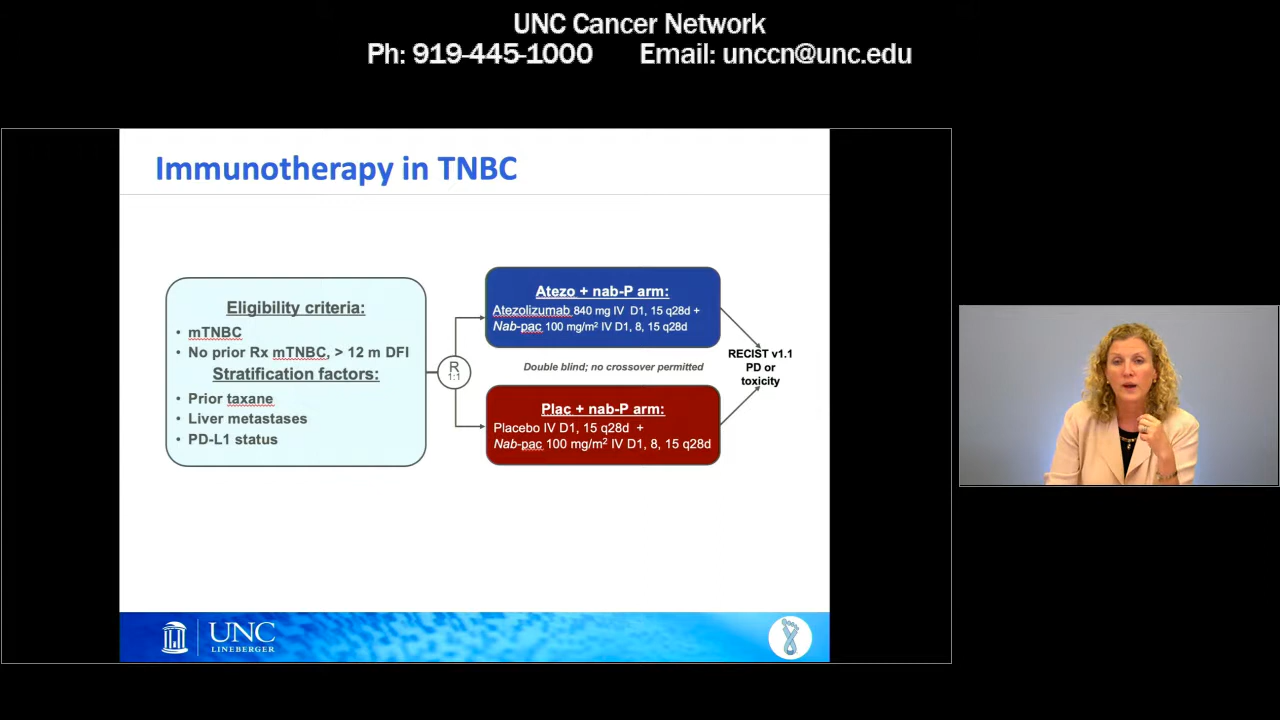 UNC Cancer Network
Ph: 919-445-1000 Email: unccn@unc.edu
Immunotherapy in TNBC
Eligibility criteria:
• mTNBC
• No prior Rx mTNBC, > 12 m DFI
Stratification factors:
• Prior taxane
• Liver metastases
• PD-L1 status
R
1:1
Atezo + nab-P arm:
Atezolizumab 840 mg IV D1, 15 q28d +
Nab-pac 100 mg/m² IV D1, 8, 15 q28d
Double blind; no crossover permitted
Plac + nab-P arm:
Placebo IV D1, 15 q28d +
Nab-pac 100 mg/m² IV D1, 8, 15 q28d
RECIST v1.1
PD or
toxicity
UNC
LINEBERGER